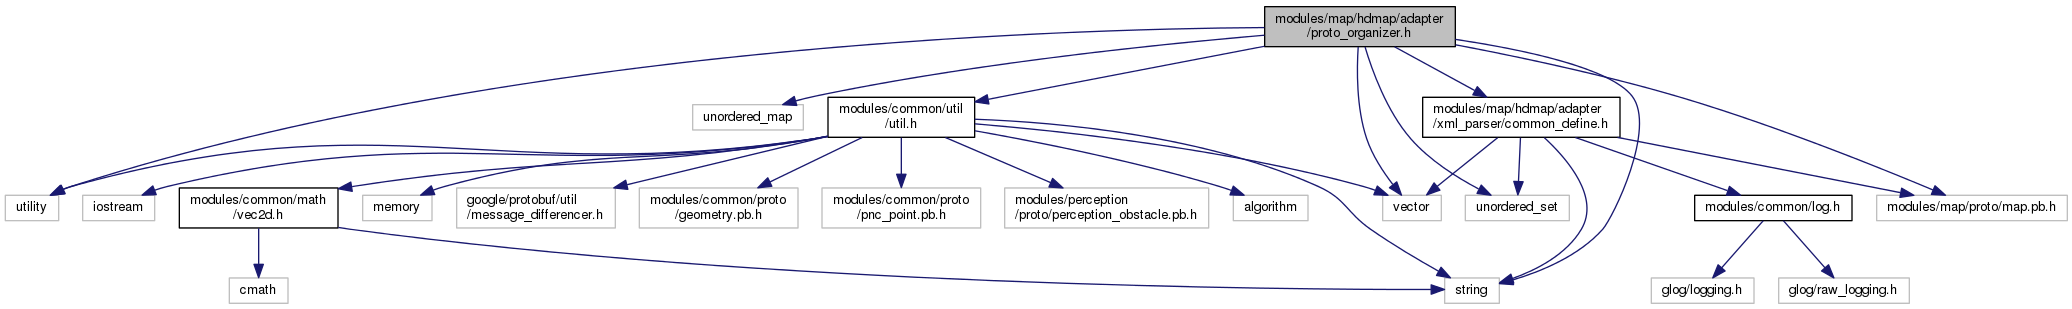 modules/map/hdmap/adapter
/proto_organizer.h
unordered_map
modules/common/util
/util.h
modules/map/hdmap/adapter
/xml_parser/common_define.h
utility
iostream
modules/common/math
/vec2d.h
memory
google/protobuf/util
/message_differencer.h
modules/common/proto
/geometry.pb.h
modules/common/proto
/pnc_point.pb.h
modules/perception
/proto/perception_obstacle.pb.h
algorithm
vector
unordered_set
modules/common/log.h
modules/map/proto/map.pb.h
cmath
string
glog/logging.h
glog/raw_logging.h